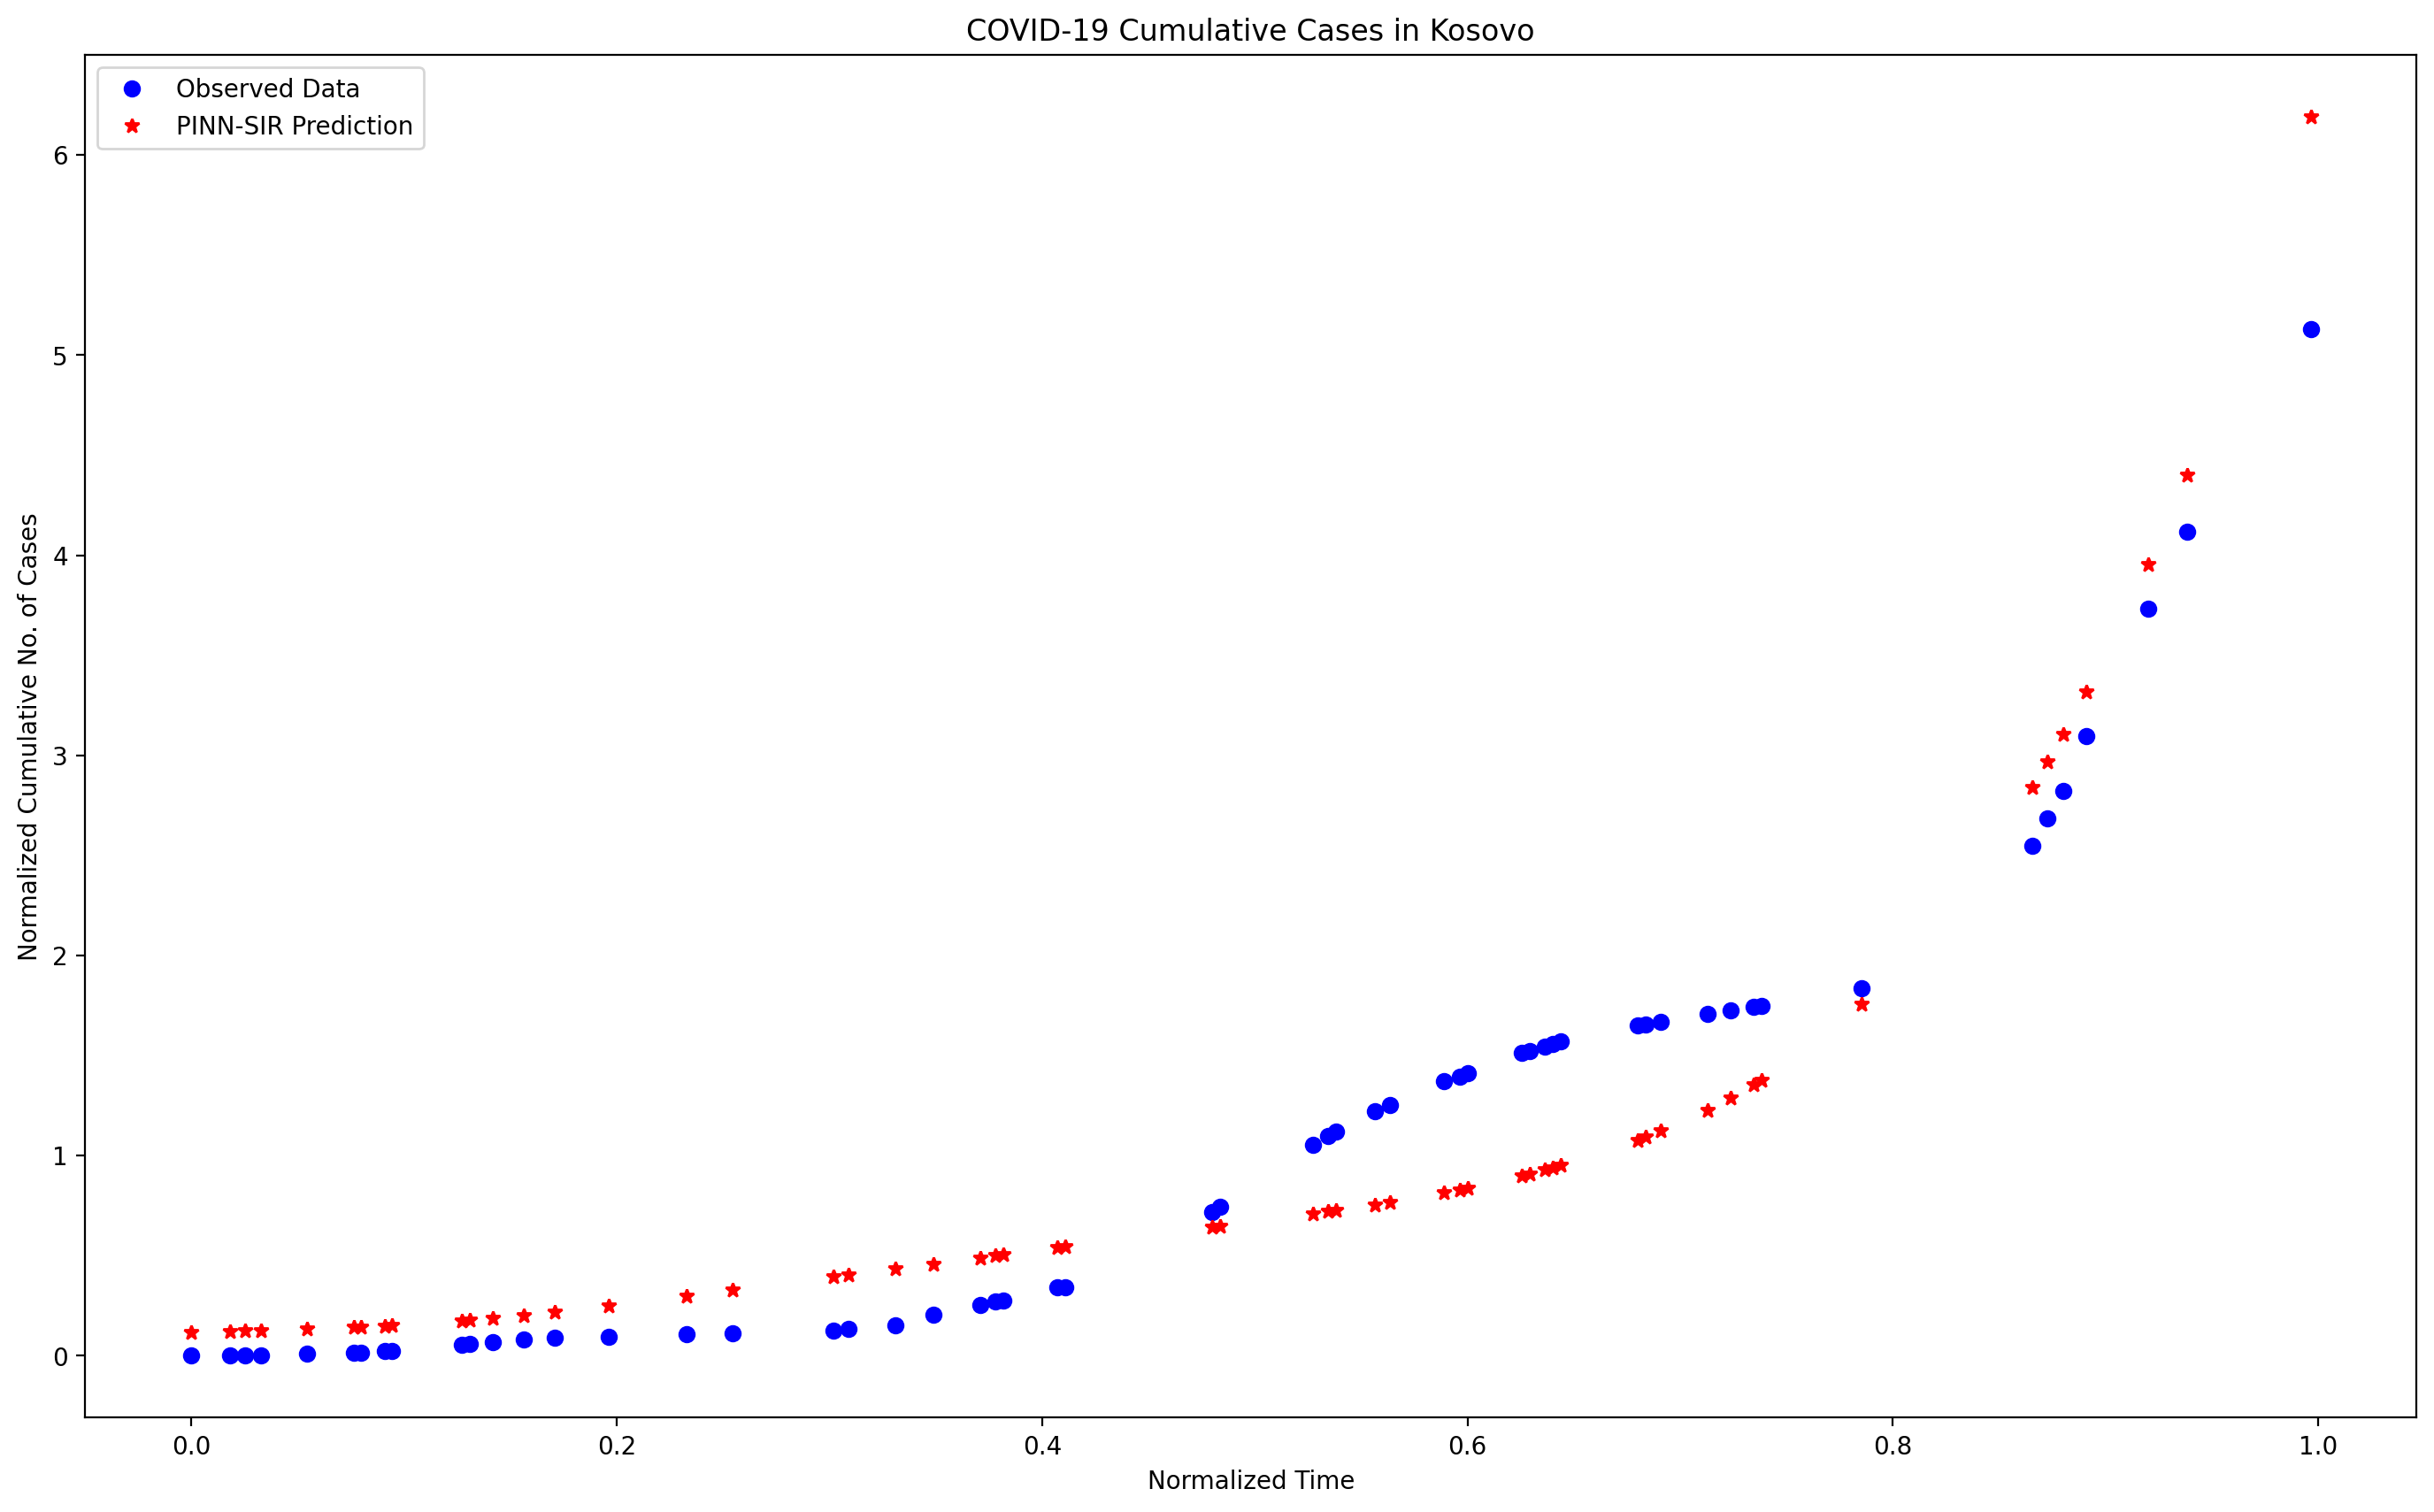 COVID-19 Cumulative Cases in Kosovo
Observed Data
PINN-SIR Prediction
Normalized Cumulative No. of Cases
6
5
4
3
2
1
0
0.0 0.2 0.4 0.6 0.8 1.0
Normalized Time